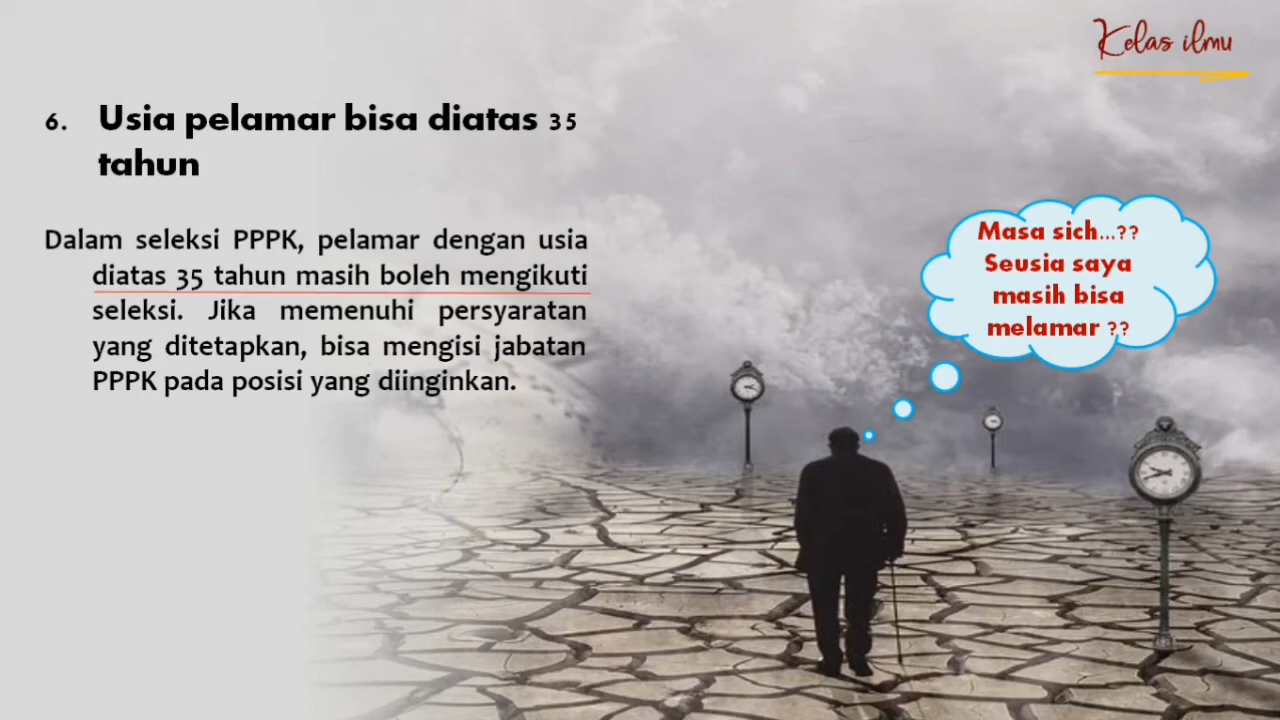 Kelas ilmu
6. Usia pelamar bisa diatas 35
tahun
Dalam seleksi PPPK, pelamar dengan usia
diatas 35 tahun masih boleh mengikuti
seleksi. Jika memenuhi persyaratan
yang ditetapkan, bisa mengisi jabatan
PPPK pada posisi yang diinginkan.
Masa sich...??
Seusia saya
masih bisa
melamar ??